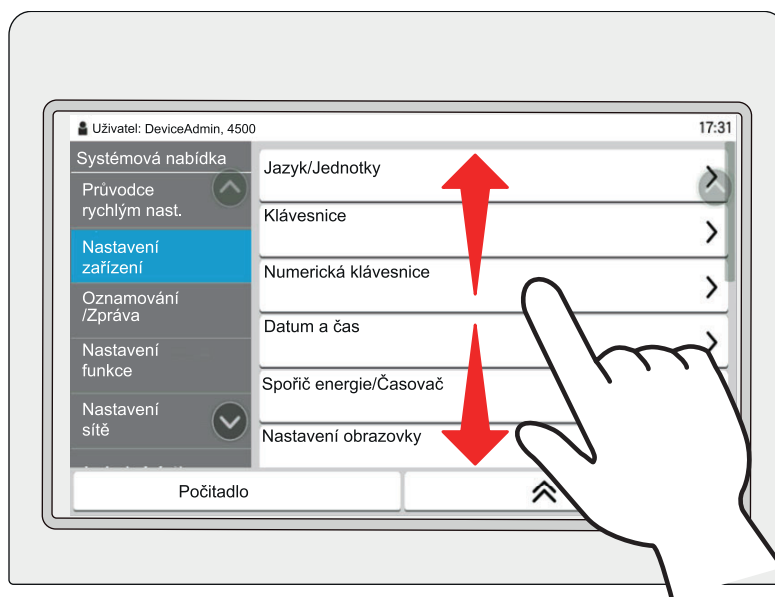 Uživatel: DeviceAdmin, 4500
17:31
Systémová nabídka
Průvodce
rychlým nast.
Nastavení
zařízení
Oznamování
/Zpráva
Nastavení
funkce
Nastavení
sítě
Jazyk/Jednotky
Klávesnice
Numerická klávesnice
Datum a čas
Spořič energie/Časovač
Nastavení obrazovky
Počitadlo